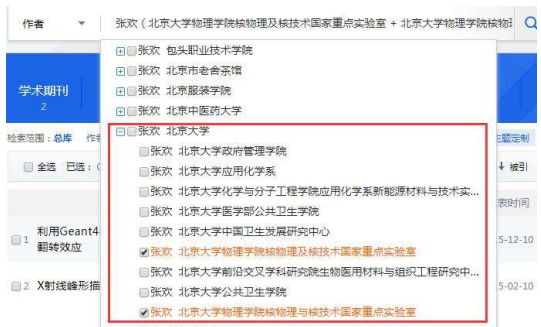 作者 张欢 ( 北京大学物理学院核物理及核技术国家重点实验室 + 北京大学物理学院核物
张欢 包头职业技术学院
张欢 北京市老舍茶馆
张欢 北京服装学院
张欢 北京中医药大学
学术期刊
2
检索范围：总库 作
主题定制
张欢 北京大学
张欢 北京大学政府管理学院
全选 已选：
被引
张欢 北京大学应用化学系
张欢 北京大学化学与分子工程学院应用化学系新能源材料与技术实...
表时间
张欢 北京大学医学部公共卫生学院
1 利用Geant4
翻转效应
张欢 北京大学中国卫生发展研究中心
5-12-10
张欢 北京大学物理学院核物理及核技术国家重点实验室
张欢 北京大学前沿交叉学科研究院生物医用材料与组织工程研究中...
2 X射线峰形描
5-02-10
张欢 北京大学公共卫生学院
张欢 北京大学物理学院核物理与核技术国家重点实验室